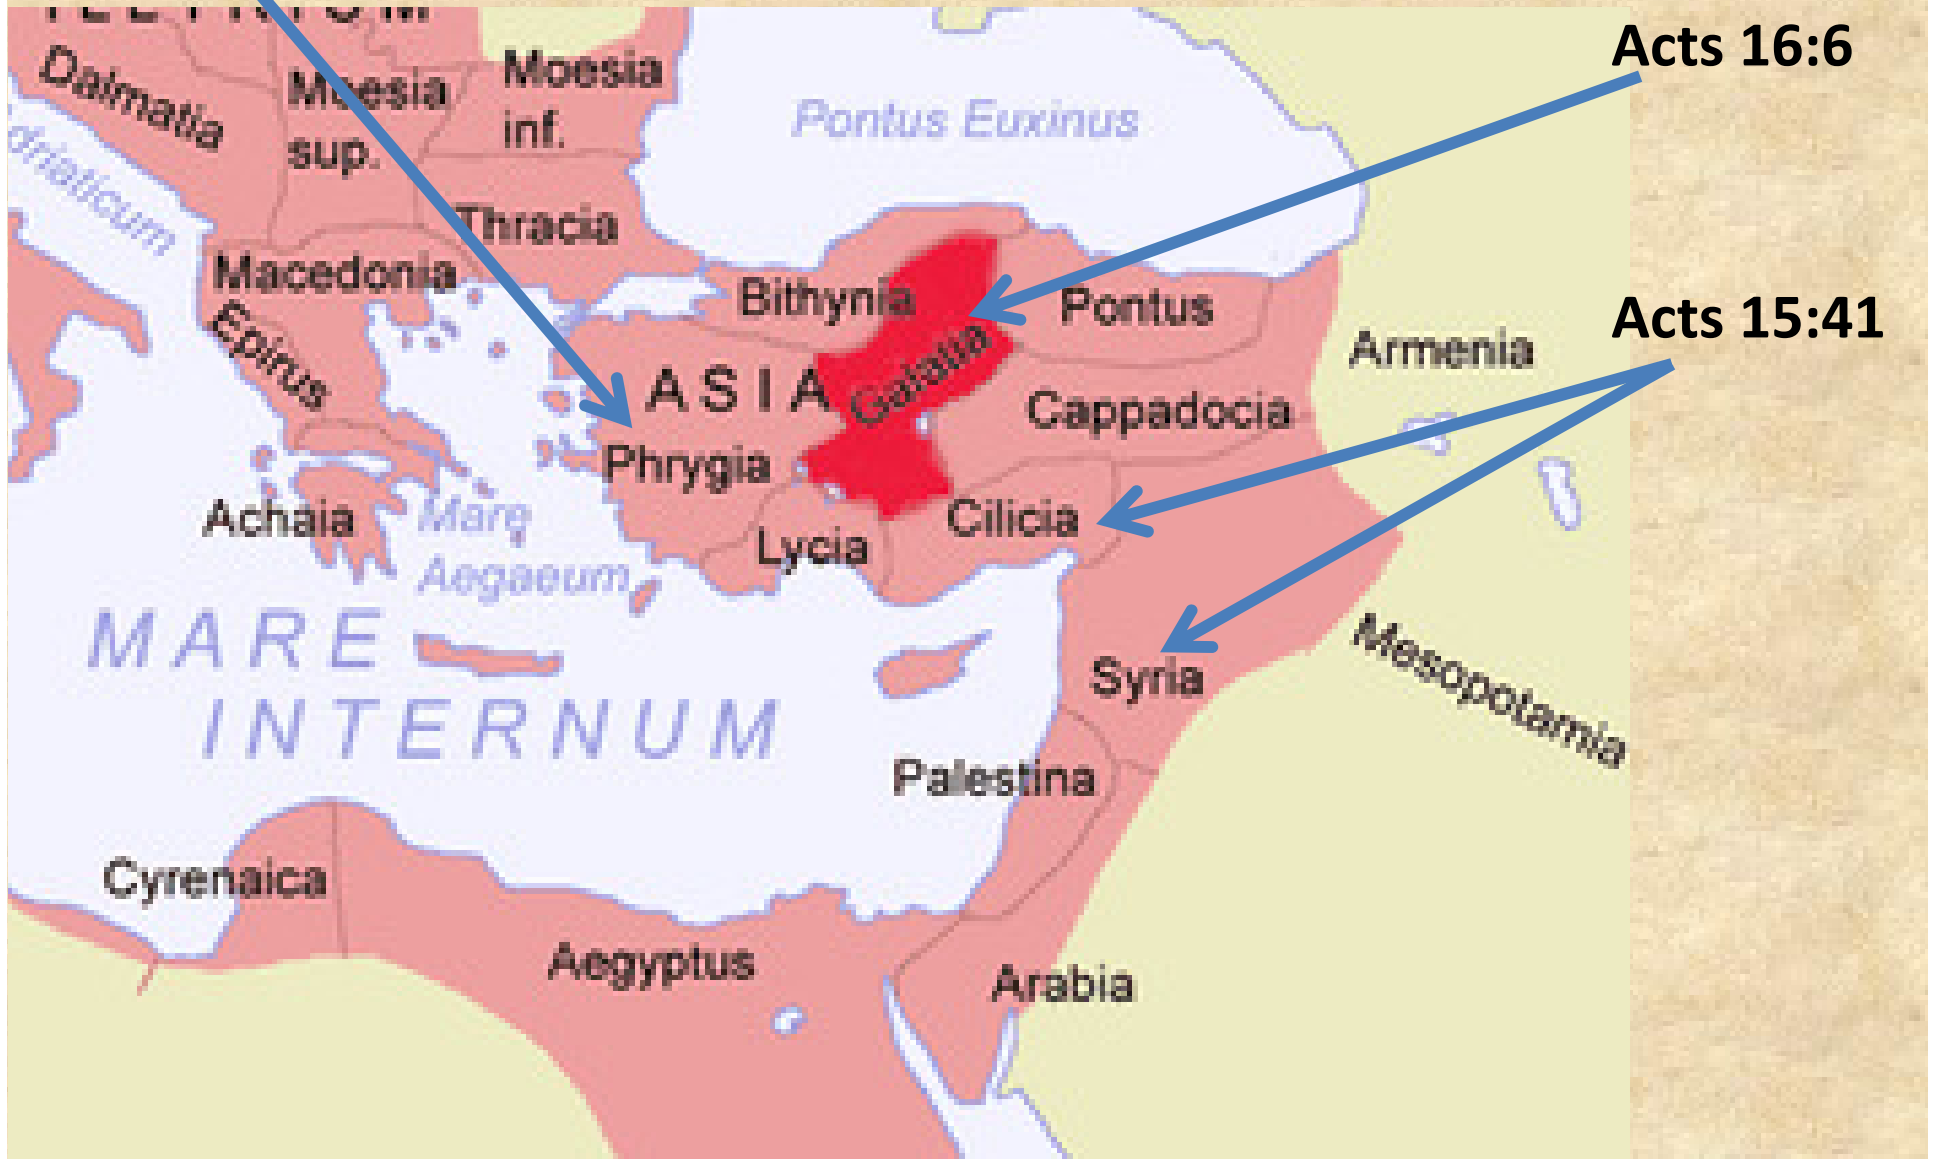 Acts 16:6
Dalmatia
Moesia
sup.
Moesia
inf.
Pontus Euxinus
Thracia
Macedonia
Bithynia
Pontus
Acts 15:41
Epirus
Armenia
ASIA
Galatia
Cappadocia
Phrygia
Achaia
Mare
Aegaeum
Lycia
Cilicia
MARE
INTERNUM
Syria
Mesopotamia
Palestina
Cyrenaica
Aegyptus
Arabia